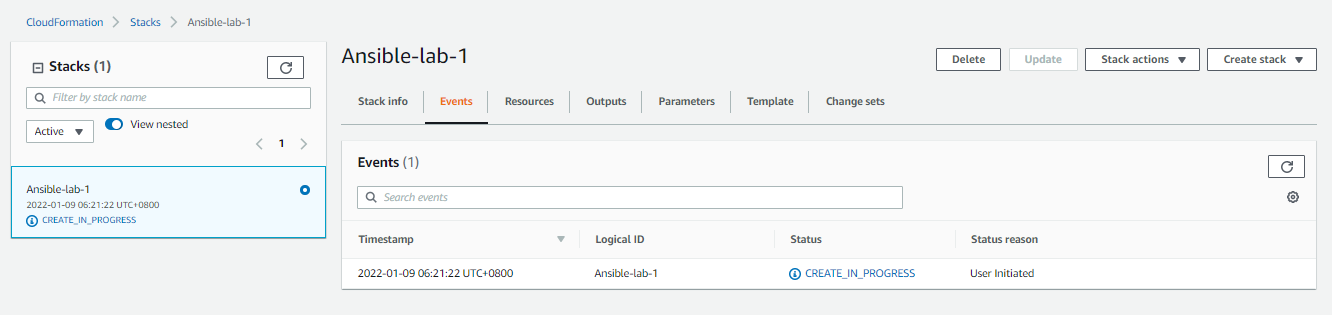 CloudFormation > Stacks > Ansible-lab-1
Stacks (1)
Filter by stack name
Active
View nested
1
Ansible-lab-1
2022-01-09 06:21:22 UTC+0800
CREATE_IN_PROGRESS
Ansible-lab-1
Delete Update Stack actions Create stack
Stack info Events Resources Outputs Parameters Template Change sets
Events (1)
Search events
Timestamp Logical ID Status Status reason
2022-01-09 06:21:22 UTC+0800 Ansible-lab-1 CREATE_IN_PROGRESS User Initiated